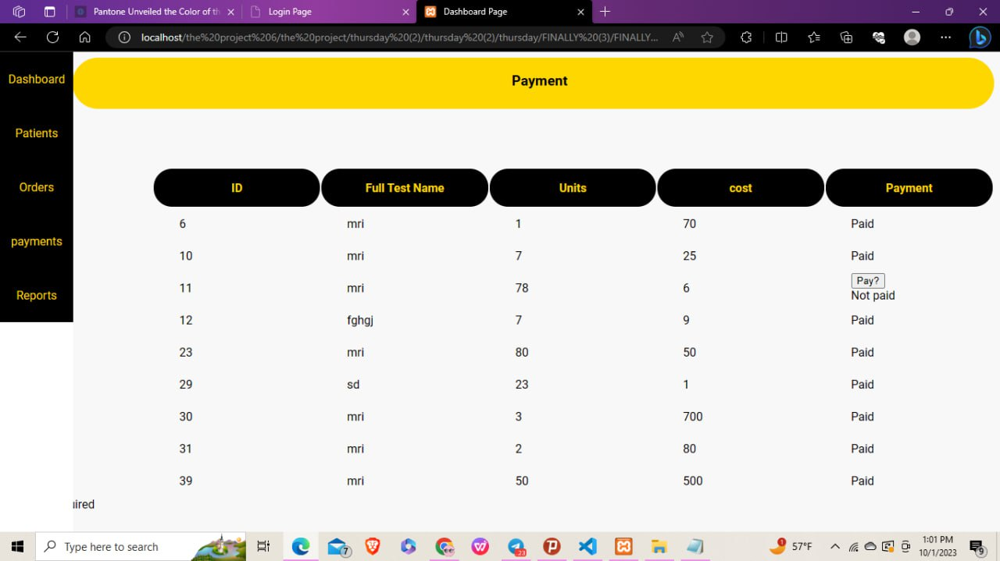 Pantone Unveiled the Color of th
Login Page
Dashboard Page
localhost/the%20project%206/the%20project/thursday%20(2)/thursday%20(2)/thursday/FINALLY%20(3)/FINALLY...
Dashboard
Patients
Orders
payments
Reports
Payment
ID Full Test Name Units cost Payment
6 mri 1 70 Paid
10 mri 7 25 Paid
11 mri 78 6 Pay?
Not paid
12 fghgj 7 9 Paid
23 mri 80 50 Paid
29 sd 23 1 Paid
30 mri 3 700 Paid
31 mri 2 80 Paid
39 mri 50 500 Paid
uired
Type here to search
7
23
1
57°F
1:01 PM
10/1/2023
9